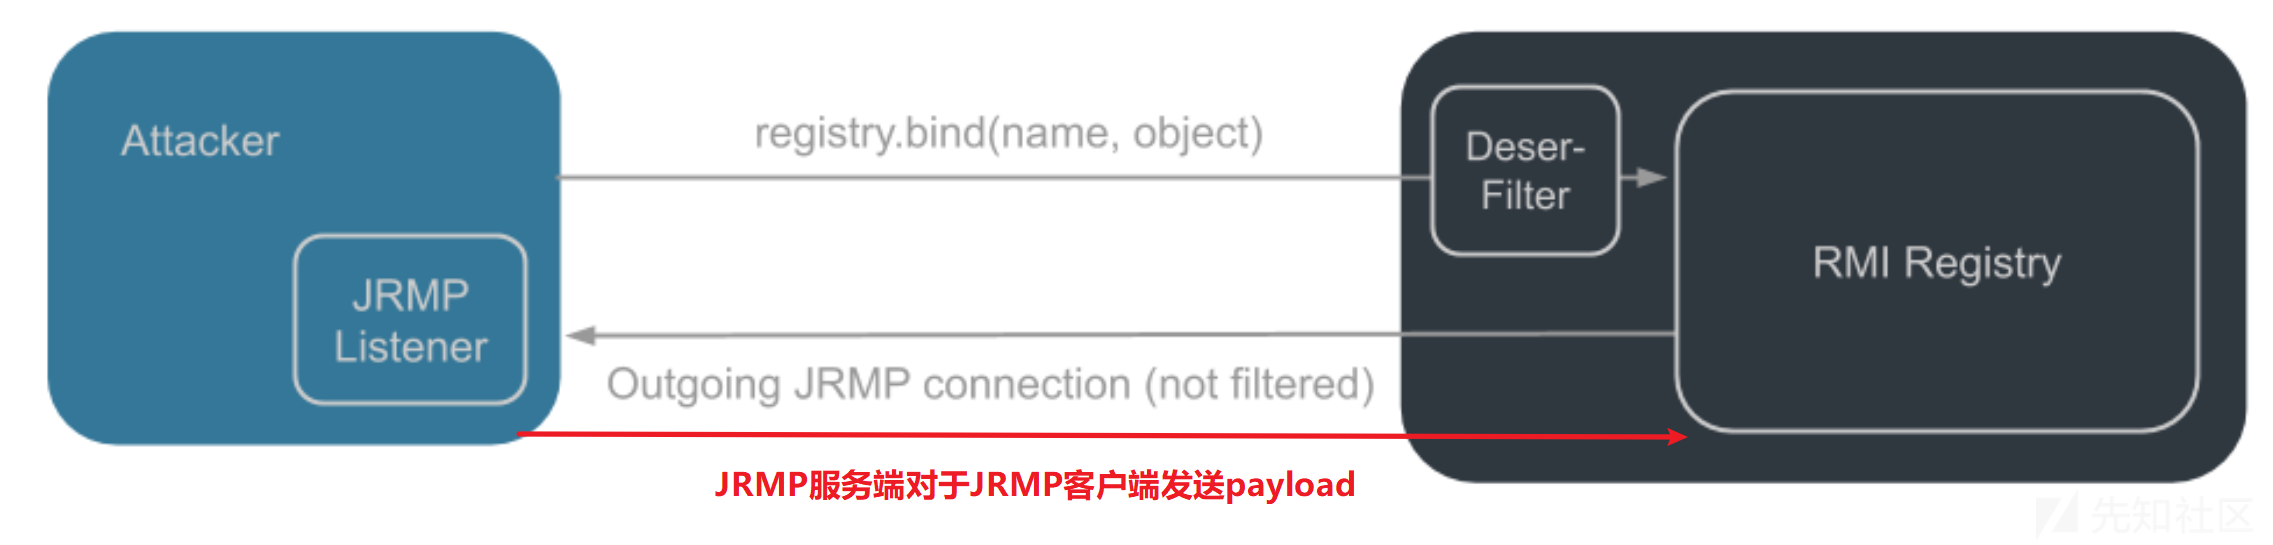 Attacker
JRMP
Listener
registry.bind(name, object)
Deser-
Filter
RMI Registry
Outgoing JRMP connection (not filtered)
JRMP服务端对于JRMP客户端发送payload
先知社区